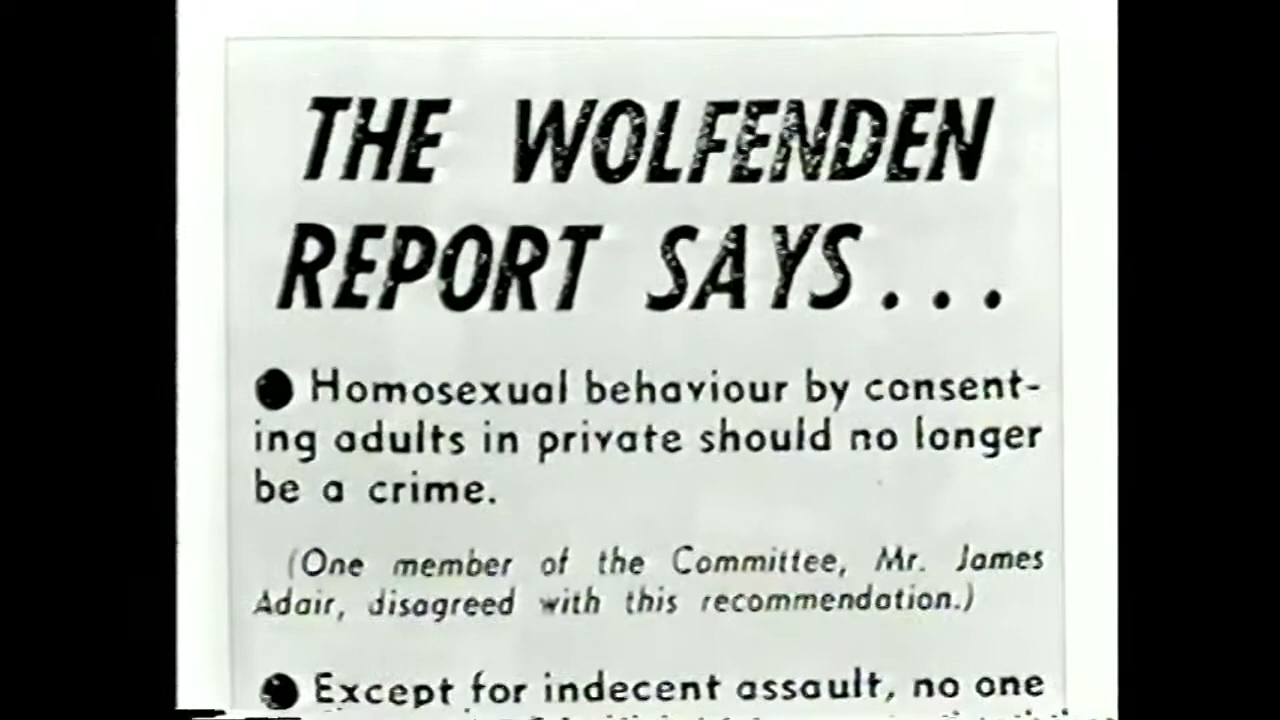 THE WOLFENDEN
REPORT SAYS...
● Homosexual behaviour by consent-
ing adults in private should no longer
be a crime.
(One member of the Committee, Mr. James
Adair, disagreed with this recommendation.)
● Except for indecent assault, no one